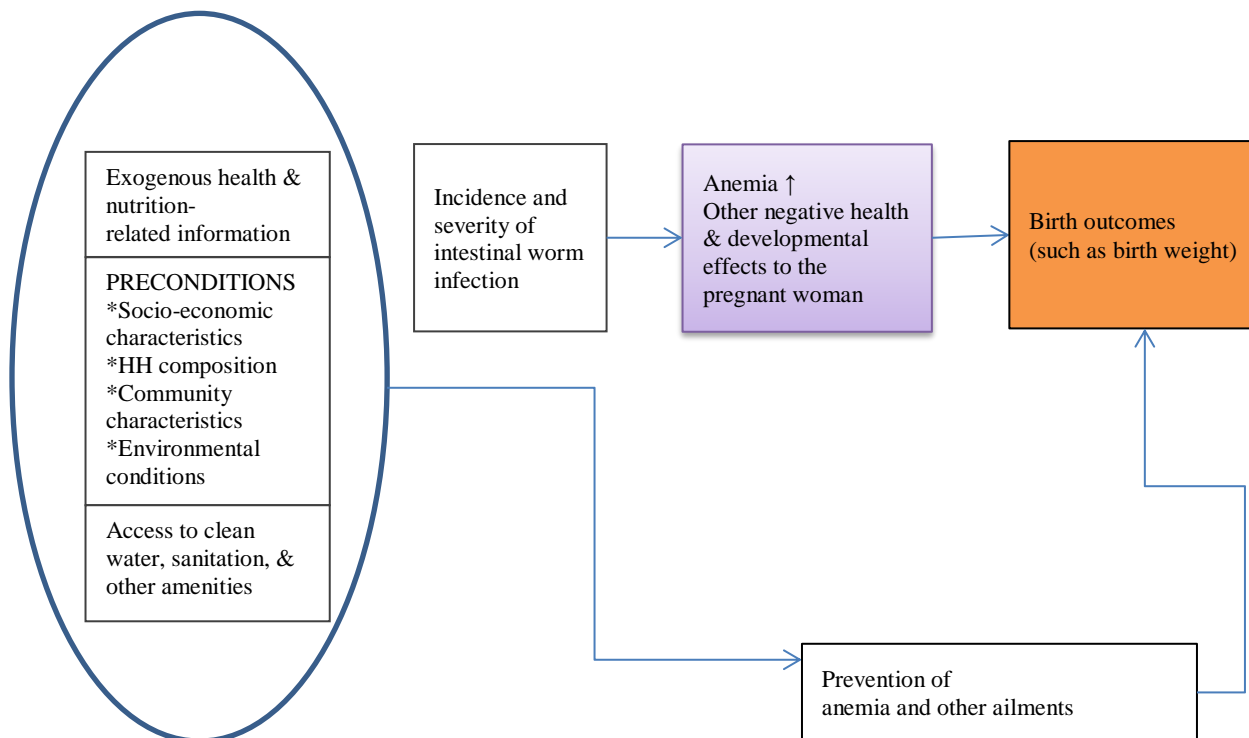 Exogenous health &
nutrition-
related information
PRECONDITIONS
*Socio-economic
characteristics
*HH composition
*Community
characteristics
*Environmental
conditions
Access to clean
water, sanitation, &
other amenities
Incidence and
severity of
intestinal worm
infection
Anemia ↑
Other negative health
& developmental
effects to the
pregnant woman
Birth outcomes
(such as birth weight)
Prevention of
anemia and other ailments